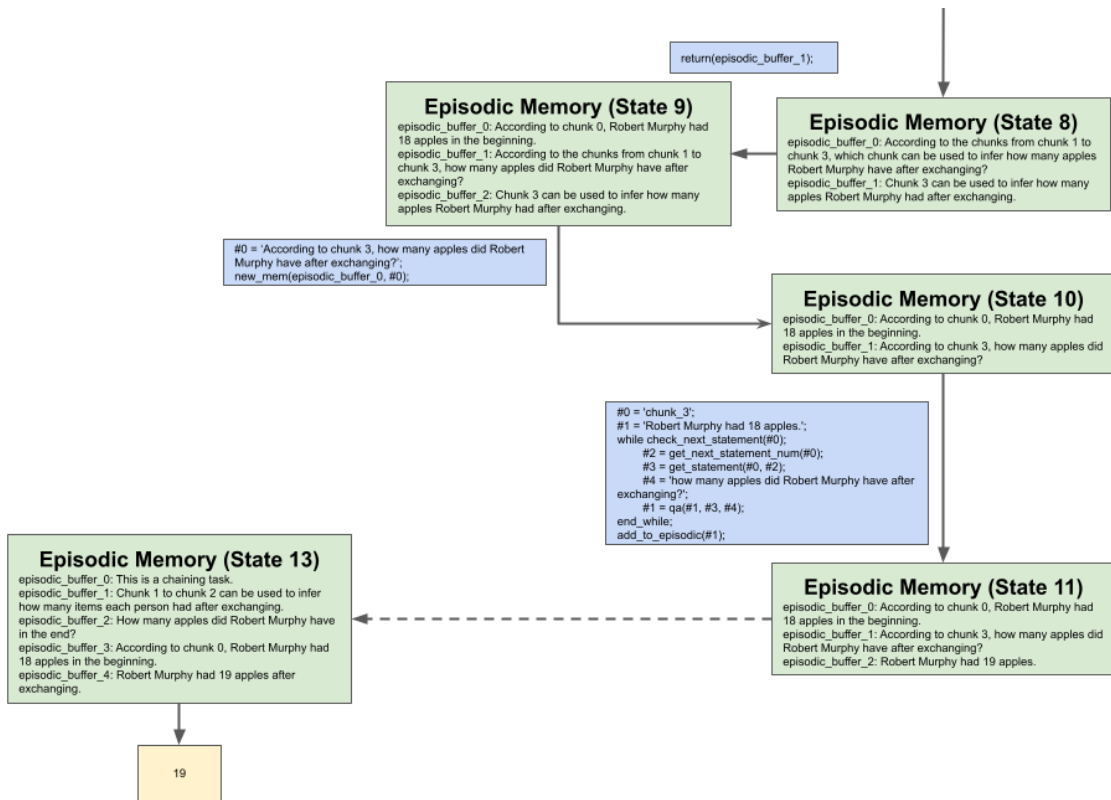 return(episodic_buffer_1);
Episodic Memory (State 8)
episodic_buffer_0: According to the chunks from chunk 1 to
chunk 3, which chunk can be used to infer how many apples
Robert Murphy have after exchanging?
episodic_buffer_1: Chunk 3 can be used to infer how many
apples Robert Murphy had after exchanging.
Episodic Memory (State 9)
episodic_buffer_0: According to chunk 0, Robert Murphy had
18 apples in the beginning.
episodic_buffer_1: According to the chunks from chunk 1 to
chunk 3, how many apples did Robert Murphy have after
exchanging?
episodic_buffer_2: Chunk 3 can be used to infer how many
apples Robert Murphy had after exchanging.
#0 = 'According to chunk 3, how many apples did Robert
Murphy have after exchanging?';
new_mem(episodic_buffer_0, #0);
Episodic Memory (State 10)
episodic_buffer_0: According to chunk 0, Robert Murphy had
18 apples in the beginning.
episodic_buffer_1: According to chunk 3, how many apples did
Robert Murphy have after exchanging?
#0 = 'chunk_3';
#1 = 'Robert Murphy had 18 apples.';
while check_next_statement(#0);
#2 = get_next_statement_num(#0);
#3 = get_statement(#0, #2);
#4 = 'how many apples did Robert Murphy have after
exchanging?';
#1 = qa(#1, #3, #4);
end_while;
add_to_episodic(#1);
Episodic Memory (State 11)
episodic_buffer_0: According to chunk 0, Robert Murphy had
18 apples in the beginning.
episodic_buffer_1: According to chunk 3, how many apples did
Robert Murphy have after exchanging?
episodic_buffer_2: Robert Murphy had 19 apples.
Episodic Memory (State 13)
episodic_buffer_0: This is a chaining task.
episodic_buffer_1: Chunk 1 to chunk 2 can be used to infer
how many items each person had after exchanging.
episodic_buffer_2: How many apples did Robert Murphy have
in the end?
episodic_buffer_3: According to chunk 0, Robert Murphy had
18 apples in the beginning.
episodic_buffer_4: Robert Murphy had 19 apples after
exchanging.
19